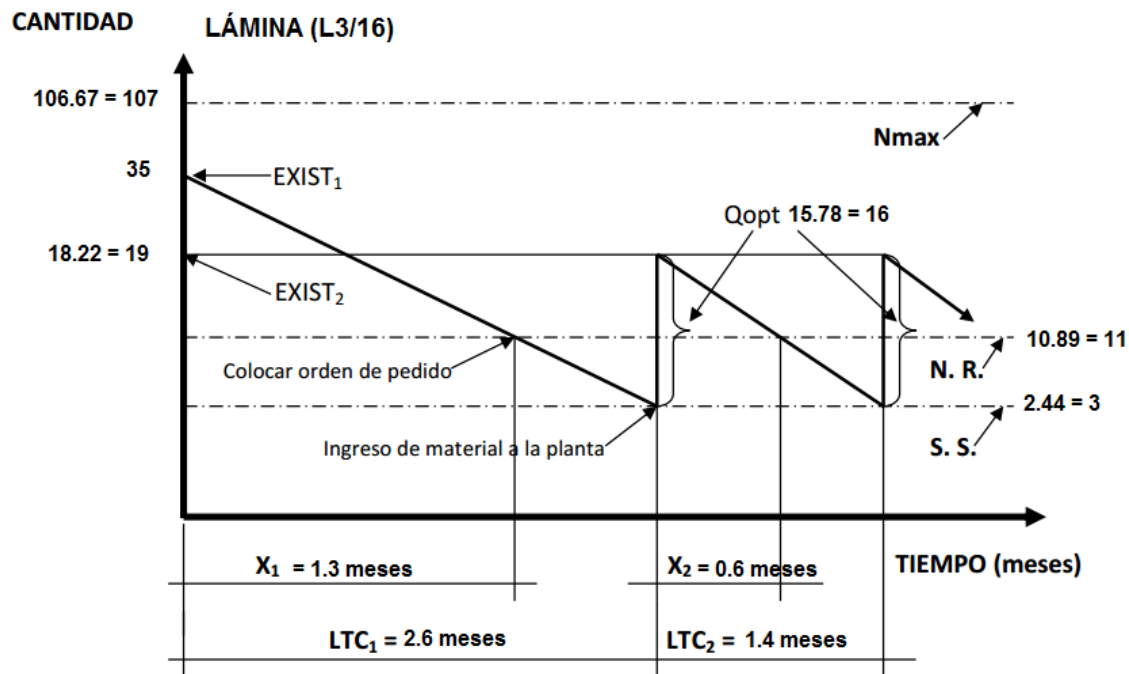 CANTIDAD
LÁMINA (L3/16)
106.67 = 107
Nmax
35
EXIST1
Qopt 15.78 = 16
18.22 = 19
EXIST2
10.89 = 11
Colocar orden de pedido
N. R.
2.44 = 3
Ingreso de material a la planta
S. S.
X1 = 1.3 meses
X2 = 0.6 meses
TIEMPO (meses)
LTC1 = 2.6 meses
LTC2 = 1.4 meses